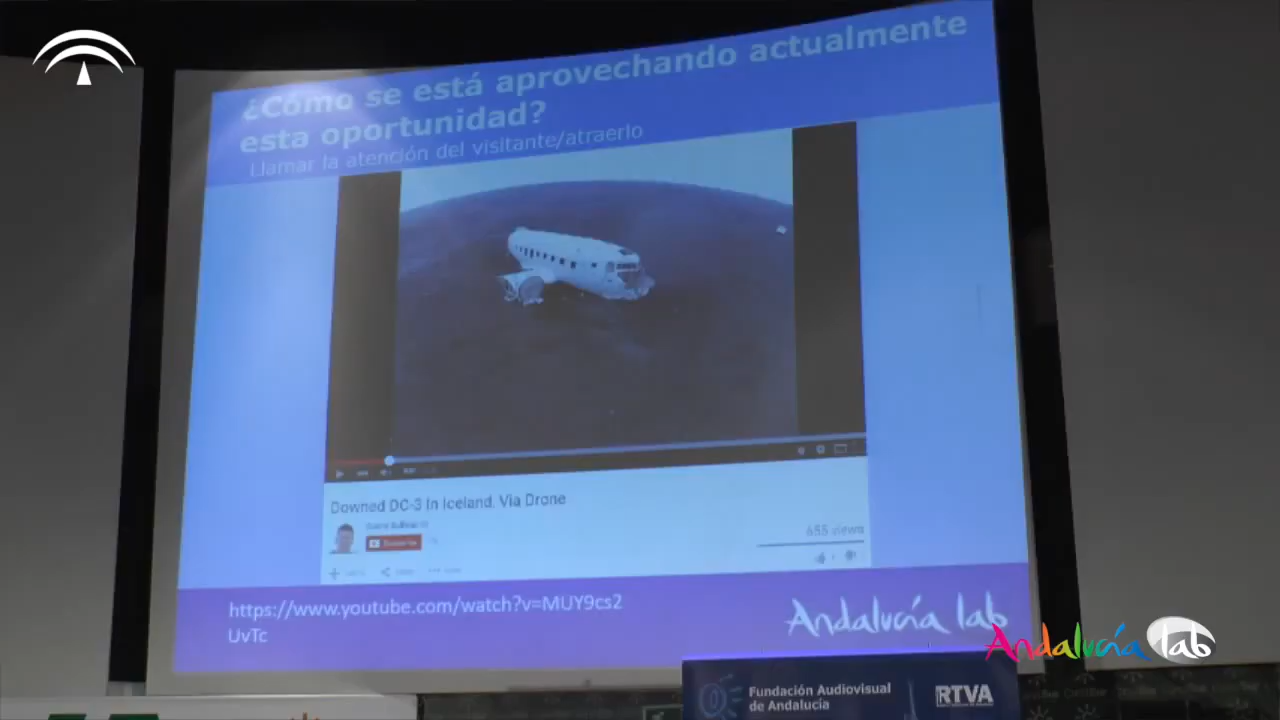 ¿Cómo se está aprovechando actualmente
esta oportunidad?
Llamar la atención del visitante/atraerlo
Downed DC-3 In Iceland. Via Drone
655 views
https://www.youtube.com/watch?v=MUY9cs2
UvTc
Andalucía lab
Andalucía lab
Fundación Audiovisual
de Andalucía
RTVA